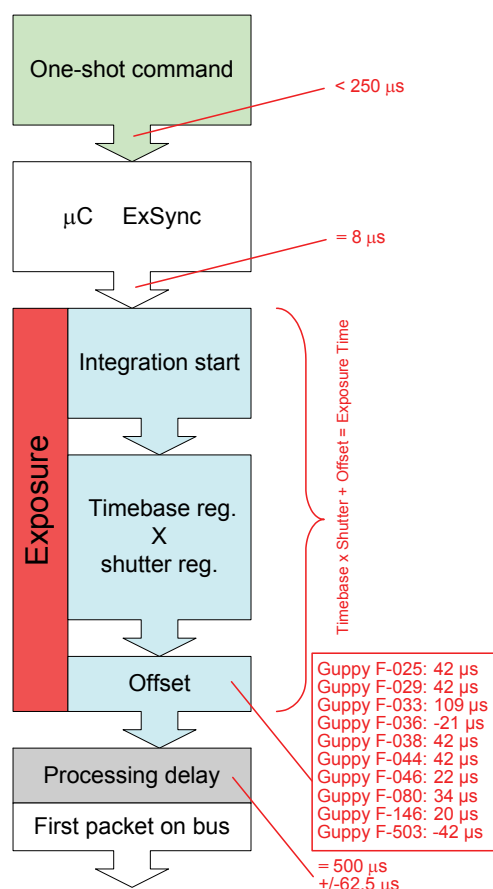 One-shot command
< 250 µs
µC ExSync
= 8 µs
Exposure
Integration start
Timebase x Shutter + Offset = Exposure Time
Timebase reg.
X
shutter reg.
Offset
Guppy F-025: 42 µs
Guppy F-029: 42 µs
Guppy F-033: 109 µs
Guppy F-036: -21 µs
Guppy F-038: 42 µs
Guppy F-044: 42 µs
Guppy F-046: 22 µs
Guppy F-080: 34 µs
Guppy F-146: 20 µs
Guppy F-503: -42 µs
Processing delay
First packet on bus
= 500 µs
+/-62.5 µs